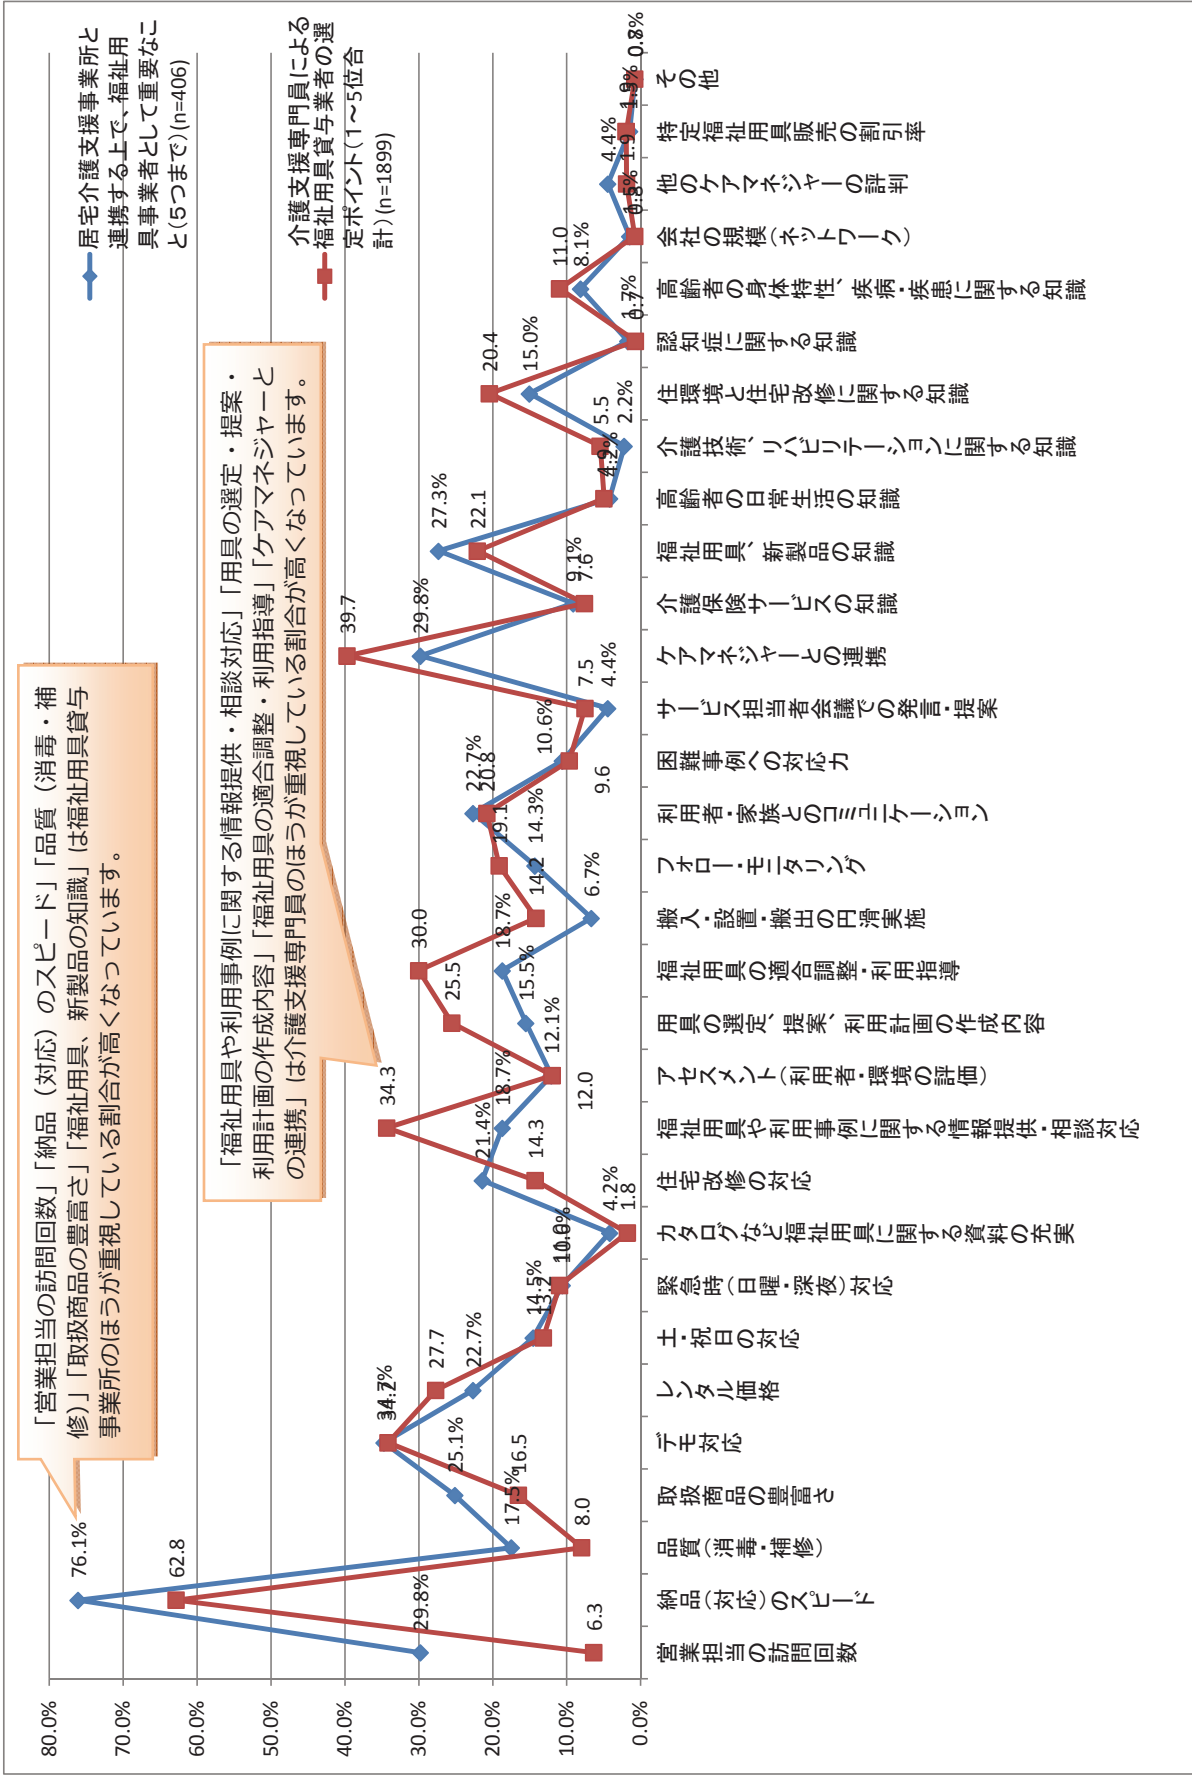 「営業担当の訪問回数」「納品（対応）のスピード」「品質（消毒・補
修）」「取扱商品の豊富さ」「福祉用具、新製品の知識」は福祉用具貸与
事業所のほうが重視している割合が高くなっています。
「福祉用具や利用事例に関する情報提供・相談対応」「用具の選定・提案・
利用計画の作成内容」「福祉用具の適合調整・利用指導」「ケアマネジャーと
の連携」は介護支援専門員のほうが重視している割合が高くなっています。
居宅介護支援事業所と
連携する上で、福祉用
具事業者として重要なこ
と(5つまで)(n=406)
介護支援専門員による
福祉用具貸与業者の選
定ポイント(1～5位合
計)(n=1899)
80.0%
70.0%
60.0%
50.0%
40.0%
30.0%
20.0%
10.0%
0.0%
29.8%
76.1%
17.5%
25.1%
34.7%
22.7%
14.5%
10.6%
4.2%
21.4%
18.7%
12.1%
15.5%
18.7%
6.7%
14.3%
22.7%
10.6%
4.4%
29.8%
9.1%
27.3%
4.2%
2.2%
15.0%
1.7%
8.1%
1.5%
4.4%
6.3
62.8
8.0
16.5
34.2
27.7
13.2
11.0
1.8
14.3
34.3
12.0
25.5
30.0
14.2
19.1
20.8
9.6
7.5
39.7
7.6
22.1
4.9
5.5
20.4
0.7
11.0
0.8
1.9
営業担当の訪問回数
納品(対応)のスピード
品質(消毒・補修)
取扱商品の豊富さ
デモ対応
レンタル価格
土・祝日の対応
緊急時(日曜・深夜)対応
カタログなど福祉用具に関する資料の充実
住宅改修の対応
福祉用具や利用事例に関する情報提供・相談対応
アセスメント(利用者・環境の評価)
用具の選定、提案、利用計画の作成内容
福祉用具の適合調整・利用指導
搬入・設置・搬出の円滑実施
フォロー・モニタリング
利用者・家族とのコミュニケーション
困難事例への対応力
サービス担当者会議での発言・提案
ケアマネジャーとの連携
介護保険サービスの知識
福祉用具、新製品の知識
高齢者の日常生活の知識
介護技術、リハビリテーションに関する知識
住環境と住宅改修に関する知識
認知症に関する知識
高齢者の身体特性、疾病・疾患に関する知識
会社の規模(ネットワーク)
他のケアマネジャーの評判
特定福祉用具販売の割引率
その他